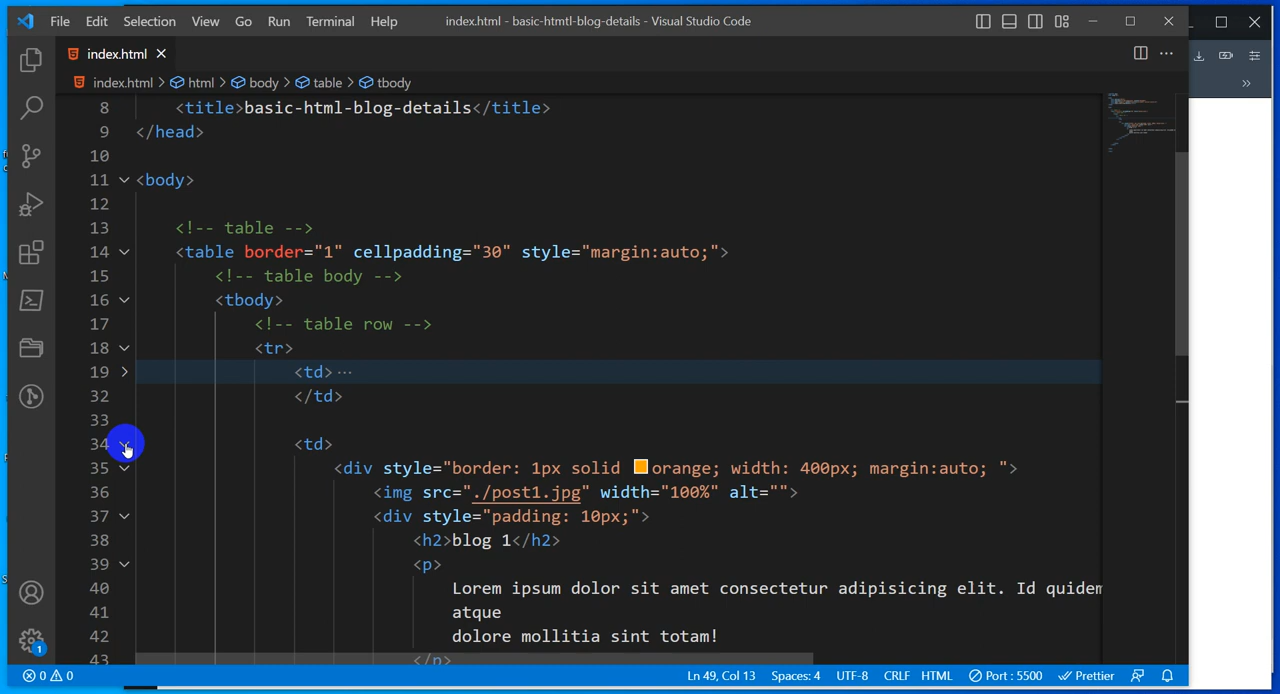 File Edit Selection View Go Run Terminal Help index.html - basic-htmtl-blog-details - Visual Studio Code
index.html
index.html > html > body > table > tbody
8 <title>basic-html-blog-details</title>
9 </head>
10
11 <body>
12
13 <!-- table -->
14 <table border="1" cellpadding="30" style="margin:auto;">
15 <!-- table body -->
16 <tbody>
17 <!-- table row -->
18 <tr>
19 <td>···
32 </td>
33
34 <td>
35 <div style="border: 1px solid orange; width: 400px; margin:auto; ">
36 <img src="./post1.jpg" width="100%" alt="">
37 <div style="padding: 10px;">
38 <h2>blog 1</h2>
39 <p>
40 Lorem ipsum dolor sit amet consectetur adipisicing elit. Id quidem
41 atque
42 dolore mollitia sint totam!
43 </p>
1
0 0 Ln 49, Col 13 Spaces: 4 UTF-8 CRLF HTML Port : 5500 Prettier